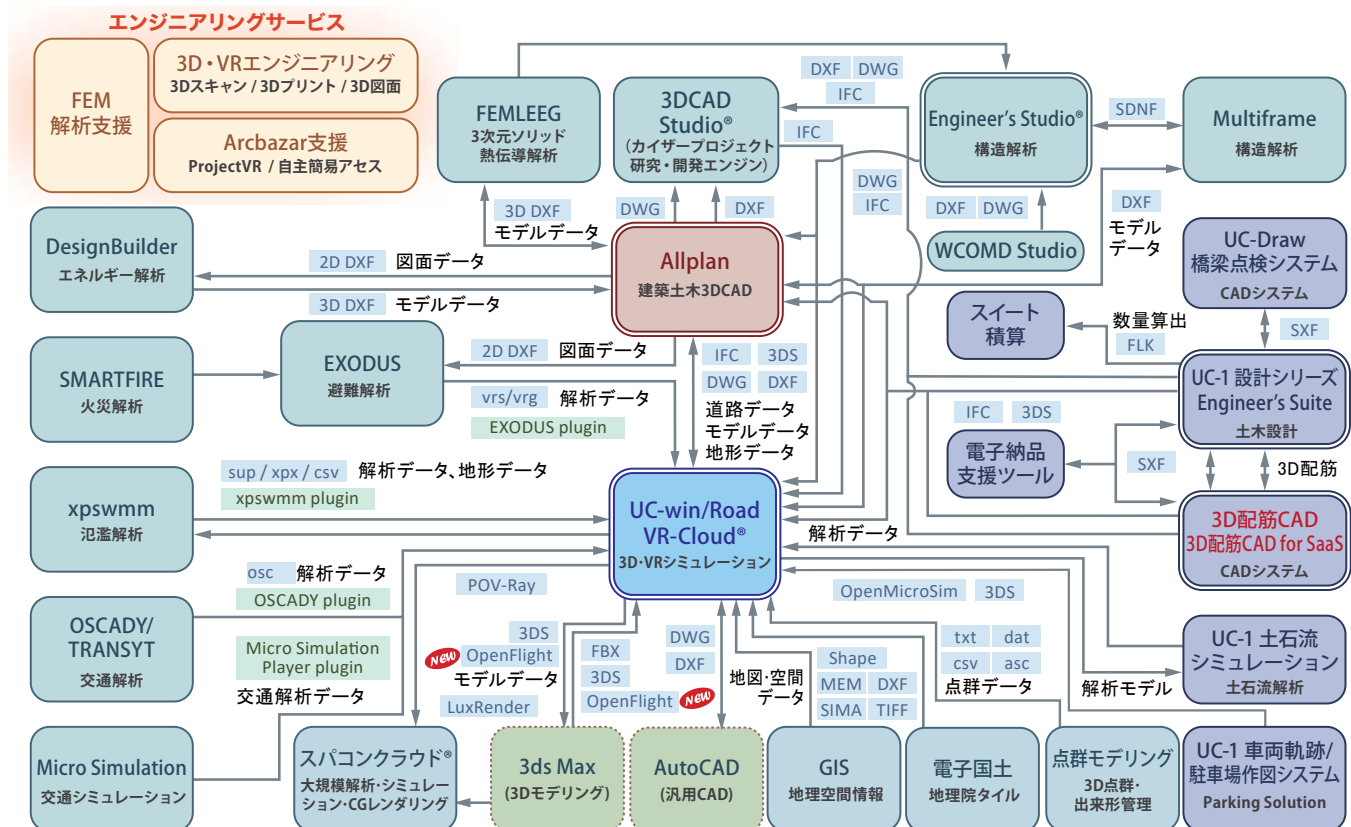 エンジニアリングサービス
FEM
解析支援
3D・VRエンジニアリング
3Dスキャン / 3Dプリント / 3D図面
Arcbazar支援
ProjectVR / 自主簡易アセス
FEMLEEG
3次元ソリッド
熱伝導解析
3DCAD
Studio®
（カイザープロジェクト
研究・開発エンジン）
DXF DWG
IFC
IFC
Engineer's Studio®
構造解析
SDNF
Multiframe
構造解析
DWG
IFC
DXF DWG
WCOMD Studio
DXF
モデル
データ
3D DXF
モデルデータ
DWG
DXF
DesignBuilder
エネルギー解析
2D DXF 図面データ
3D DXF モデルデータ
Allplan
建築土木3DCAD
UC-Draw
橋梁点検システム
CADシステム
スイート
積算
数量算出
FLK
SXF
SMARTFIRE
火災解析
EXODUS
避難解析
2D DXF 図面データ
vrs/vrg 解析データ
EXODUS plugin
IFC 3DS
DWG DXF
道路データ
モデルデータ
地形データ
UC-1 設計シリーズ
Engineer's Suite
土木設計
IFC 3DS
電子納品
支援ツール
SXF
3D配筋
xpswmm
氾濫解析
sup / xpx / csv 解析データ、地形データ
xpswmm plugin
UC-win/Road
VR-Cloud®
3D・VRシミュレーション
解析データ
3D配筋CAD
3D配筋CAD for SaaS
CADシステム
OSCADY/
TRANSYT
交通解析
osc 解析データ
OSCADY plugin
Micro Simulation
Player plugin
交通解析データ
POV-Ray
3DS
New OpenFlight
モデルデータ
LuxRender
FBX
3DS
OpenFlight New
DWG
DXF
地図・空間
データ
Shape
MEM DXF
SIMA TIFF
OpenMicroSim 3DS
txt dat
csv asc
点群データ
解析モデル
UC-1 土石流
シミュレーション
土石流解析
Micro Simulation
交通シミュレーション
スパコンクラウド®
大規模解析・シミュレー
ション・CGレンダリング
3ds Max
(3Dモデリング)
AutoCAD
(汎用CAD)
GIS
地理空間情報
電子国土
地理院タイル
点群モデリング
3D点群・
出来形管理
UC-1 車両軌跡/
駐車場作図システム
Parking Solution